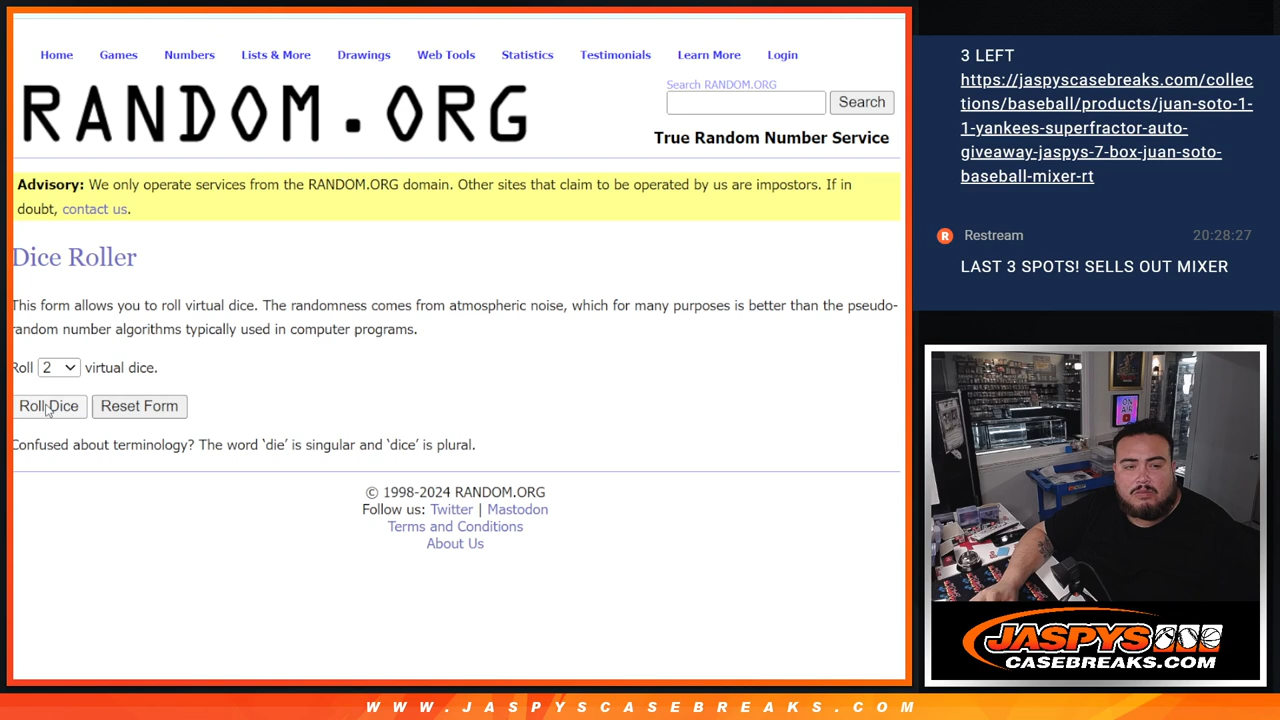 Home Games Numbers Lists & More Drawings Web Tools Statistics Testimonials Learn More Login
RANDOM.ORG
Search RANDOM.ORG
Search
True Random Number Service
Advisory: We only operate services from the RANDOM.ORG domain. Other sites that claim to be operated by us are impostors. If in
doubt, contact us.
Dice Roller
This form allows you to roll virtual dice. The randomness comes from atmospheric noise, which for many purposes is better than the pseudo-
random number algorithms typically used in computer programs.
Roll 2 virtual dice.
Roll Dice Reset Form
Confused about terminology? The word ‘die’ is singular and ‘dice’ is plural.
© 1998-2024 RANDOM.ORG
Follow us: Twitter | Mastodon
Terms and Conditions
About Us
3 LEFT
https://jaspyscasebreaks.com/collec
tions/baseball/products/juan-soto-1-
1-yankees-superfractor-auto-
giveaway-jaspys-7-box-juan-soto-
baseball-mixer-rt
R Restream 20:28:27
LAST 3 SPOTS! SELLS OUT MIXER
ON
AIR
JASPYS
CASEBREAKS.COM
WWW.JASPYSCASEBREAKS.COM